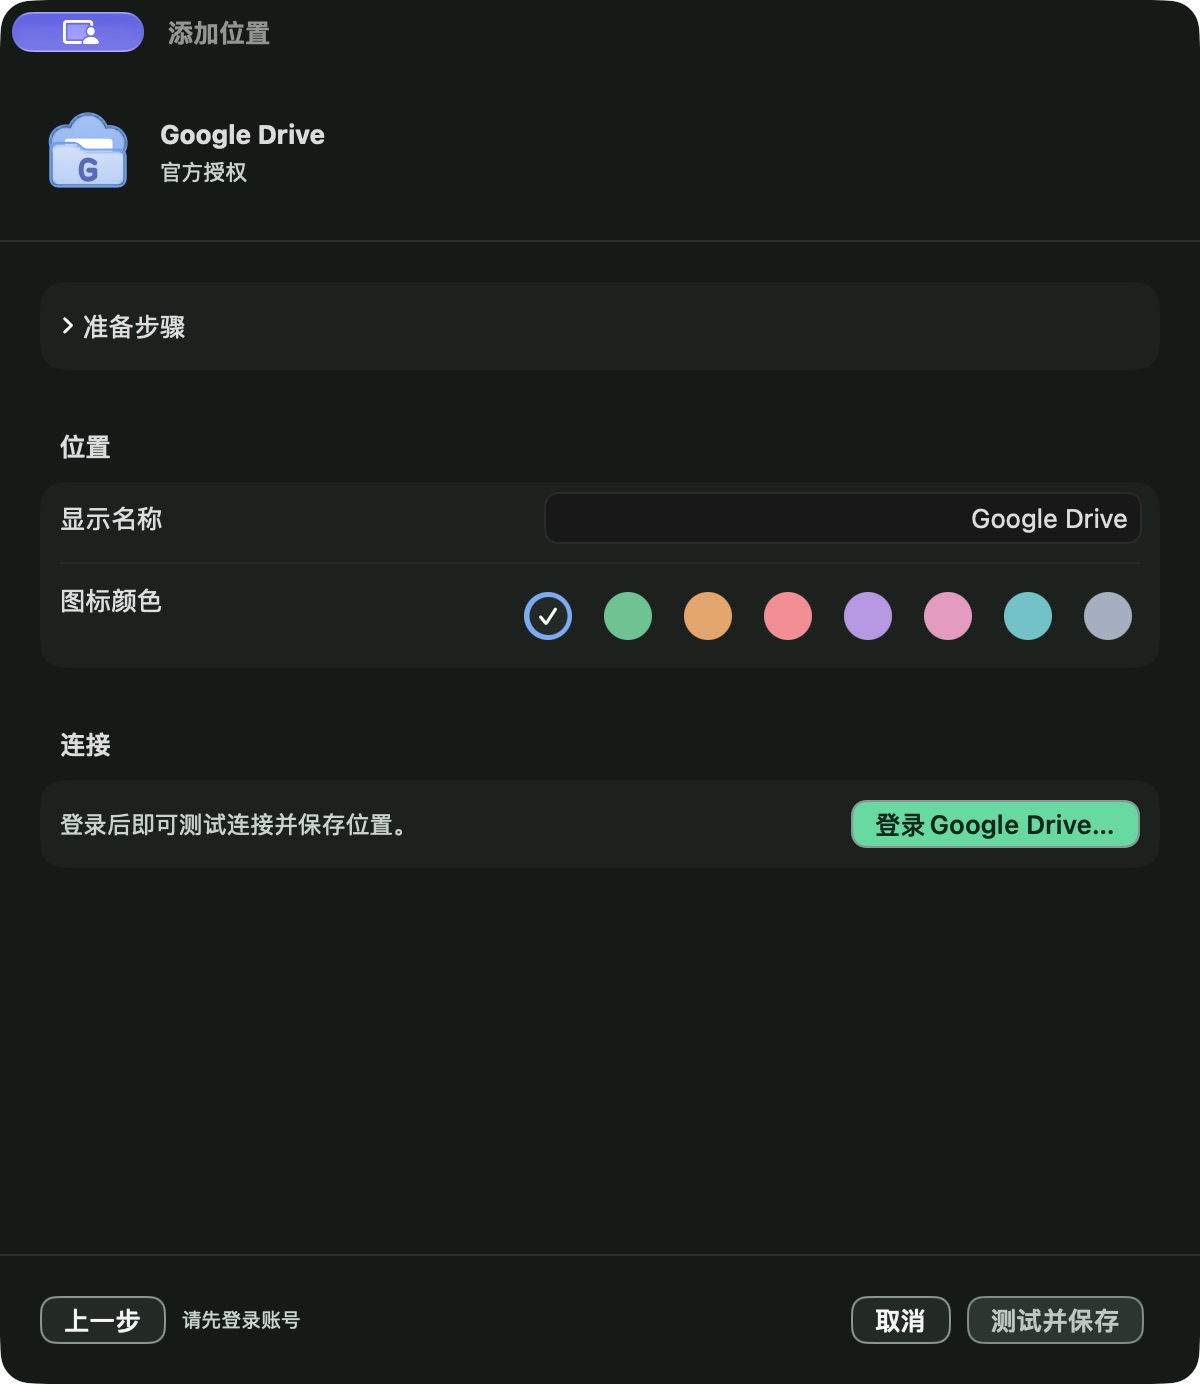 添加位置
Google Drive
官方授权
G
准备步骤
位置
显示名称
Google Drive
图标颜色
连接
登录后即可测试连接并保存位置。
登录 Google Drive...
上一步
请先登录账号
取消
测试并保存